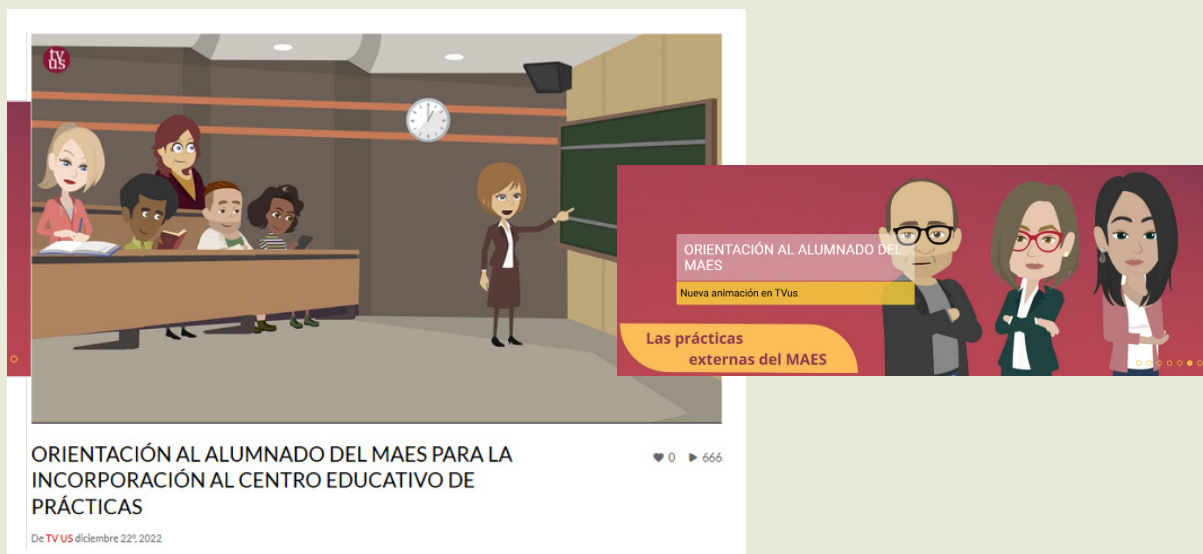 tv
us
ORIENTACIÓN AL ALUMNADO DEL MAES PARA LA
INCORPORACIÓN AL CENTRO EDUCATIVO DE
PRÁCTICAS
0 666
De TV US diciembre 22º, 2022
ORIENTACIÓN AL ALUMNADO DEL
MAES
Nueva animación en TVus
Las prácticas
externas del MAES